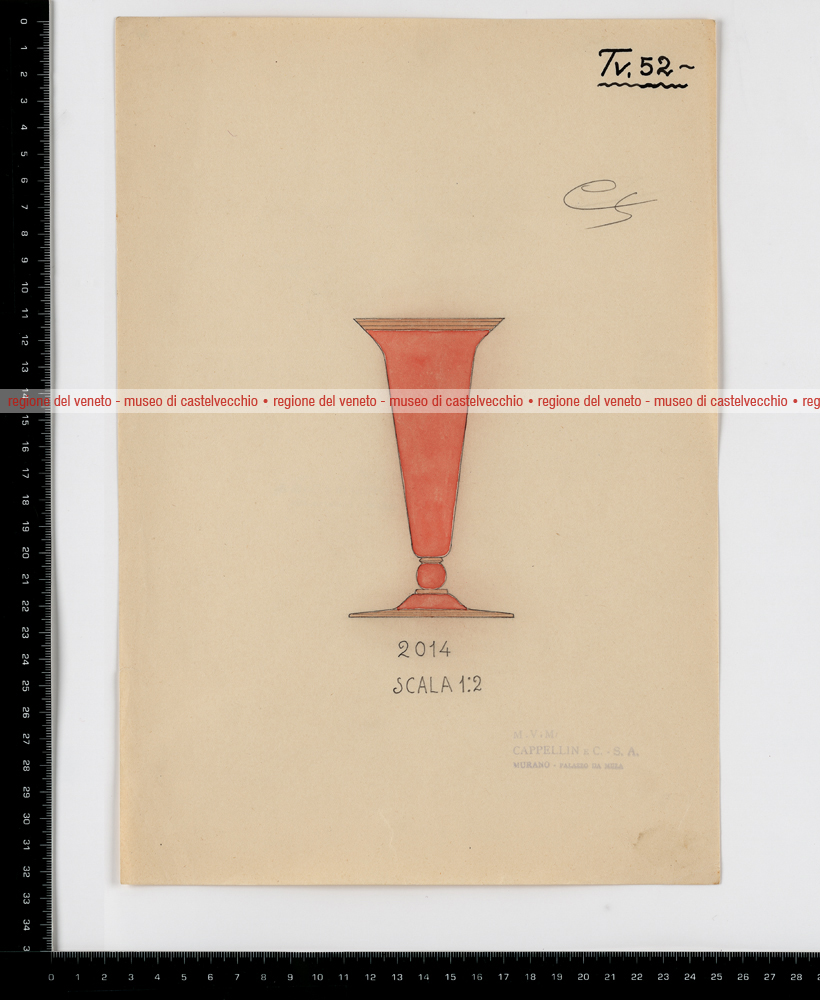 Tv. 52~
CS
regione del veneto - museo di castelvecchio • regione del veneto - museo di castelvecchio • regione del veneto - museo di castelvecchio • reg
2014
SCALA 1:2
M.V.M.
CAPPELLIN e C. - S. A.
MURANO - PALAZZO DA MULA
0 1 2 3 4 5 6 7 8 9 10 11 12 13 15 16 17 18 19 20 21 22 23 24 25 26 27 28 29 30 31 32 33 34 3
0 1 2 3 4 5 6 7 8 9 10 11 12 13 14 15 16 17 18 19 20 21 22 23 24 25 26 27 28 2